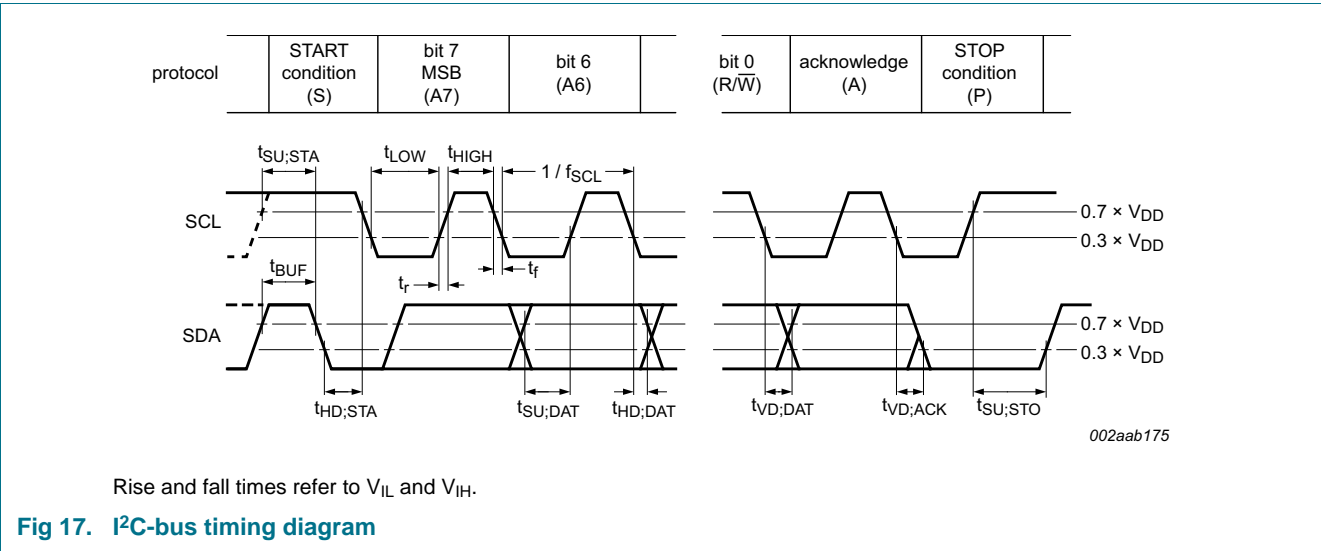 protocol
START condition (S)
bit 7 MSB (A7)
bit 6 (A6)
bit 0 (R/W̅)
acknowledge (A)
STOP condition (P)
tSU;STA
tLOW
tHIGH
1 / fSCL
SCL
0.7 × VDD
0.3 × VDD
tBUF
tr
tf
SDA
0.7 × VDD
0.3 × VDD
tHD;STA
tSU;DAT
tHD;DAT
tVD;DAT
tVD;ACK
tSU;STO
002aab175
Rise and fall times refer to VIL and VIH.
Fig 17. I²C-bus timing diagram